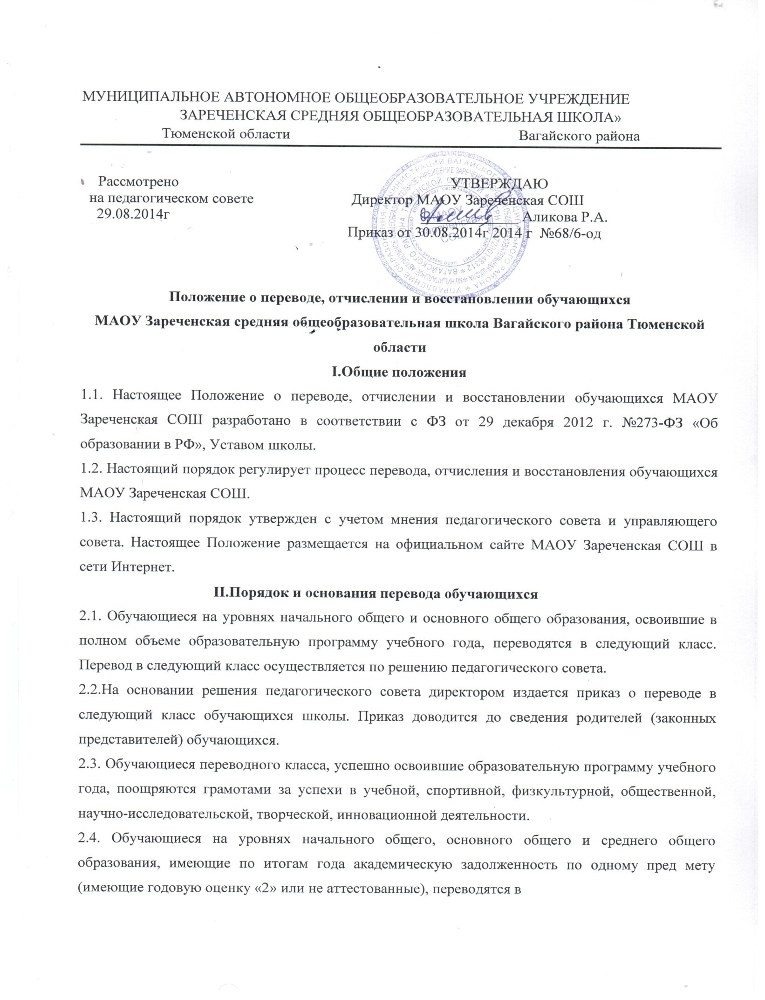 МУНИЦИПАЛЬНОЕ АВТОНОМНОЕ ОБЩЕОБРАЗОВАТЕЛЬНОЕ УЧРЕЖДЕНИЕ
ЗАРЕЧЕНСКАЯ СРЕДНЯЯ ОБЩЕОБРАЗОВАТЕЛЬНАЯ ШКОЛА»
Тюменской области Вагайского района
Рассмотрено
на педагогическом совете
29.08.2014г
УТВЕРЖДАЮ
Директор МАОУ Зареченская СОШ
Аликова Р.А.
Приказ от 30.08.2014г 2014 г №68/6-од
МАОУ
Зареченская
СОШ
Положение о переводе, отчислении и восстановлении обучающихся
МАОУ Зареченская средняя общеобразовательная школа Вагайского района Тюменской
области
I.Общие положения
1.1. Настоящее Положение о переводе, отчислении и восстановлении обучающихся МАОУ
Зареченская СОШ разработано в соответствии с ФЗ от 29 декабря 2012 г. №273-ФЗ «Об
образовании в РФ», Уставом школы.
1.2. Настоящий порядок регулирует процесс перевода, отчисления и восстановления обучающихся
МАОУ Зареченская СОШ.
1.3. Настоящий порядок утвержден с учетом мнения педагогического совета и управляющего
совета. Настоящее Положение размещается на официальном сайте МАОУ Зареченская СОШ в
сети Интернет.
II.Порядок и основания перевода обучающихся
2.1. Обучающиеся на уровнях начального общего и основного общего образования, освоившие в
полном объеме образовательную программу учебного года, переводятся в следующий класс.
Перевод в следующий класс осуществляется по решению педагогического совета.
2.2.На основании решения педагогического совета директором издается приказ о переводе в
следующий класс обучающихся школы. Приказ доводится до сведения родителей (законных
представителей) обучающихся.
2.3. Обучающиеся переводного класса, успешно освоившие образовательную программу учебного
года, поощряются грамотами за успехи в учебной, спортивной, физкультурной, общественной,
научно-исследовательской, творческой, инновационной деятельности.
2.4. Обучающиеся на уровнях начального общего, основного общего и среднего общего
образования, имеющие по итогам года академическую задолженность по одному пред мету
(имеющие годовую оценку «2» или не аттестованные), переводятся в